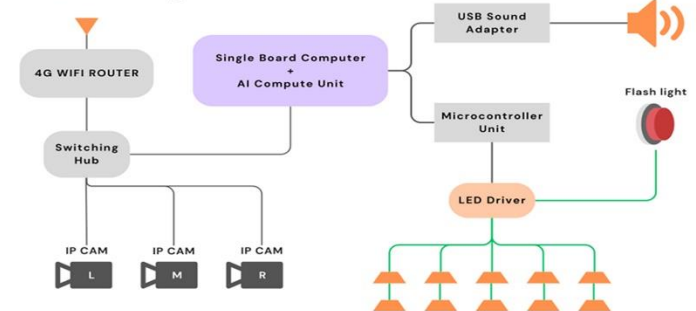 USB Sound
Adapter
4G WIFI ROUTER
Single Board Computer
+
AI Compute Unit
Flash light
Microcontroller
Unit
Switching
Hub
LED Driver
IP CAM
IP CAM
IP CAM
L
M
R